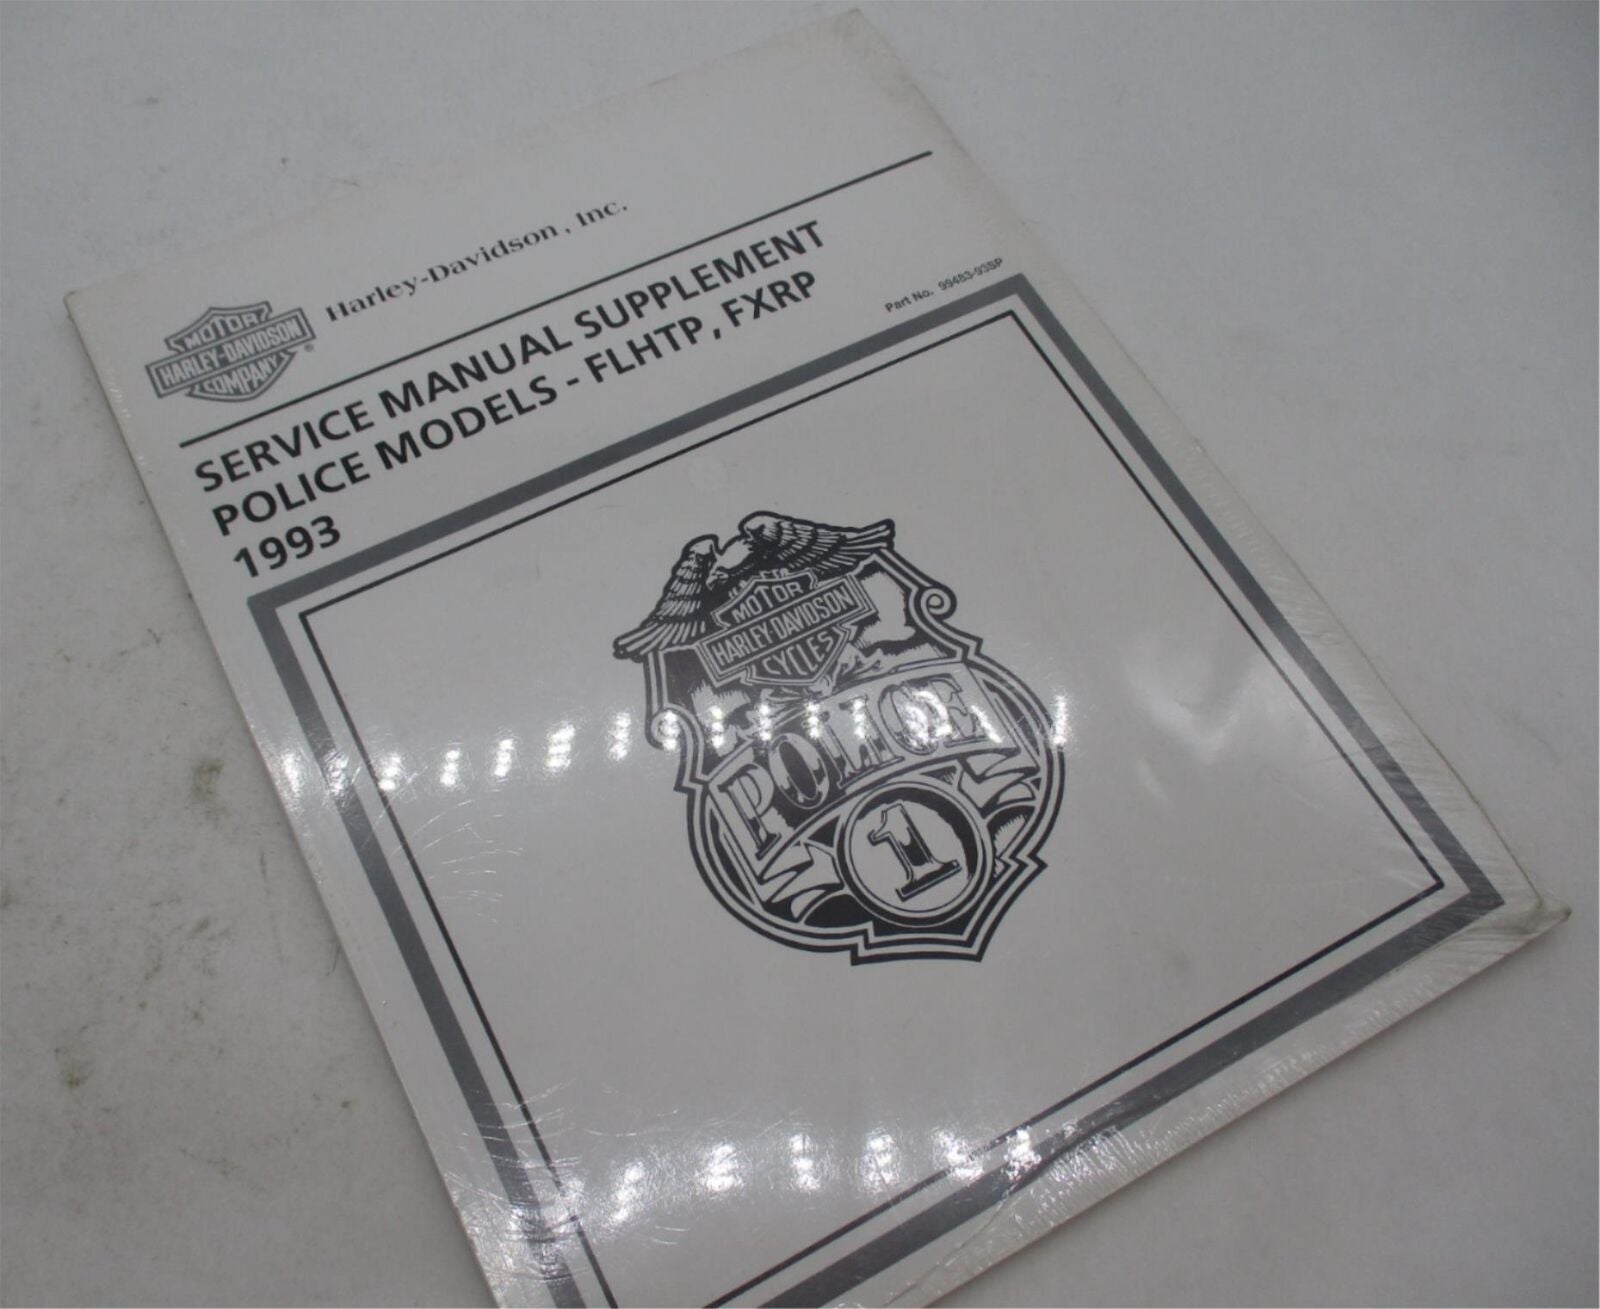 MOTOR
HARLEY-DAVIDSON
COMPANY
®
Harley-Davidson, Inc.
SERVICE MANUAL SUPPLEMENT
POLICE MODELS - FLHTP, FXRP
1993
Part No. 99483-93SP
MOTOR
HARLEY-DAVIDSON
CYCLES
POLICE
1